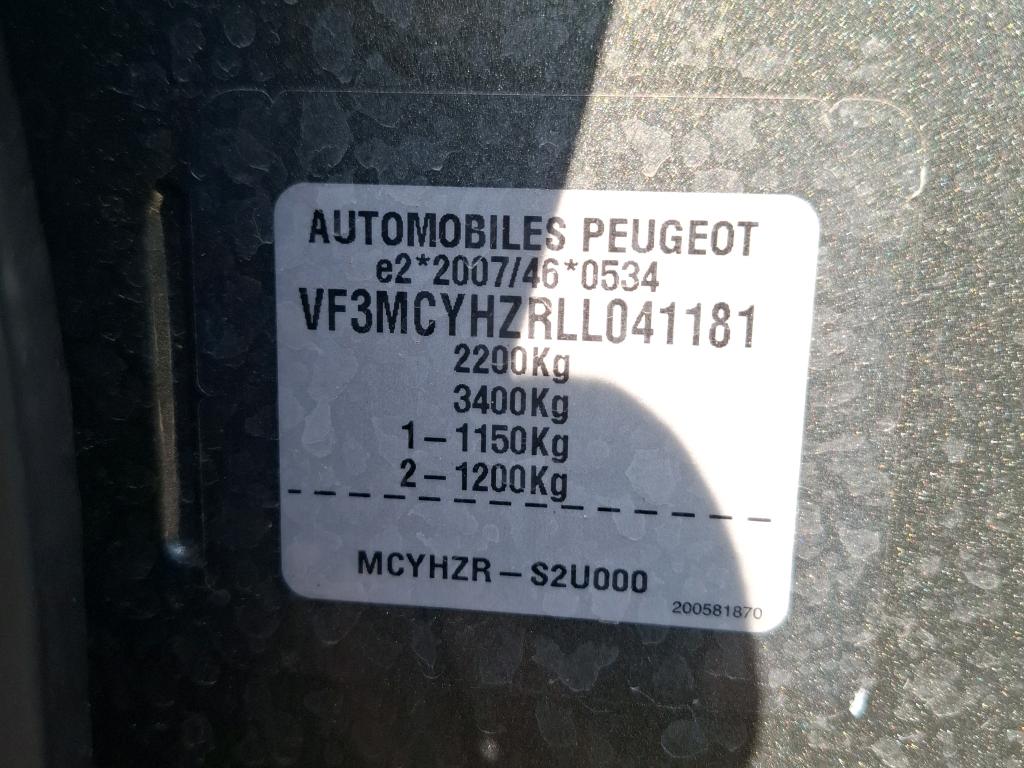 AUTOMOBILES PEUGEOT
e2*2007/46*0534
VF3MCYHZRLL041181
2200Kg
3400Kg
1-1150Kg
2-1200Kg
MCYHZR-S2U000
200581870